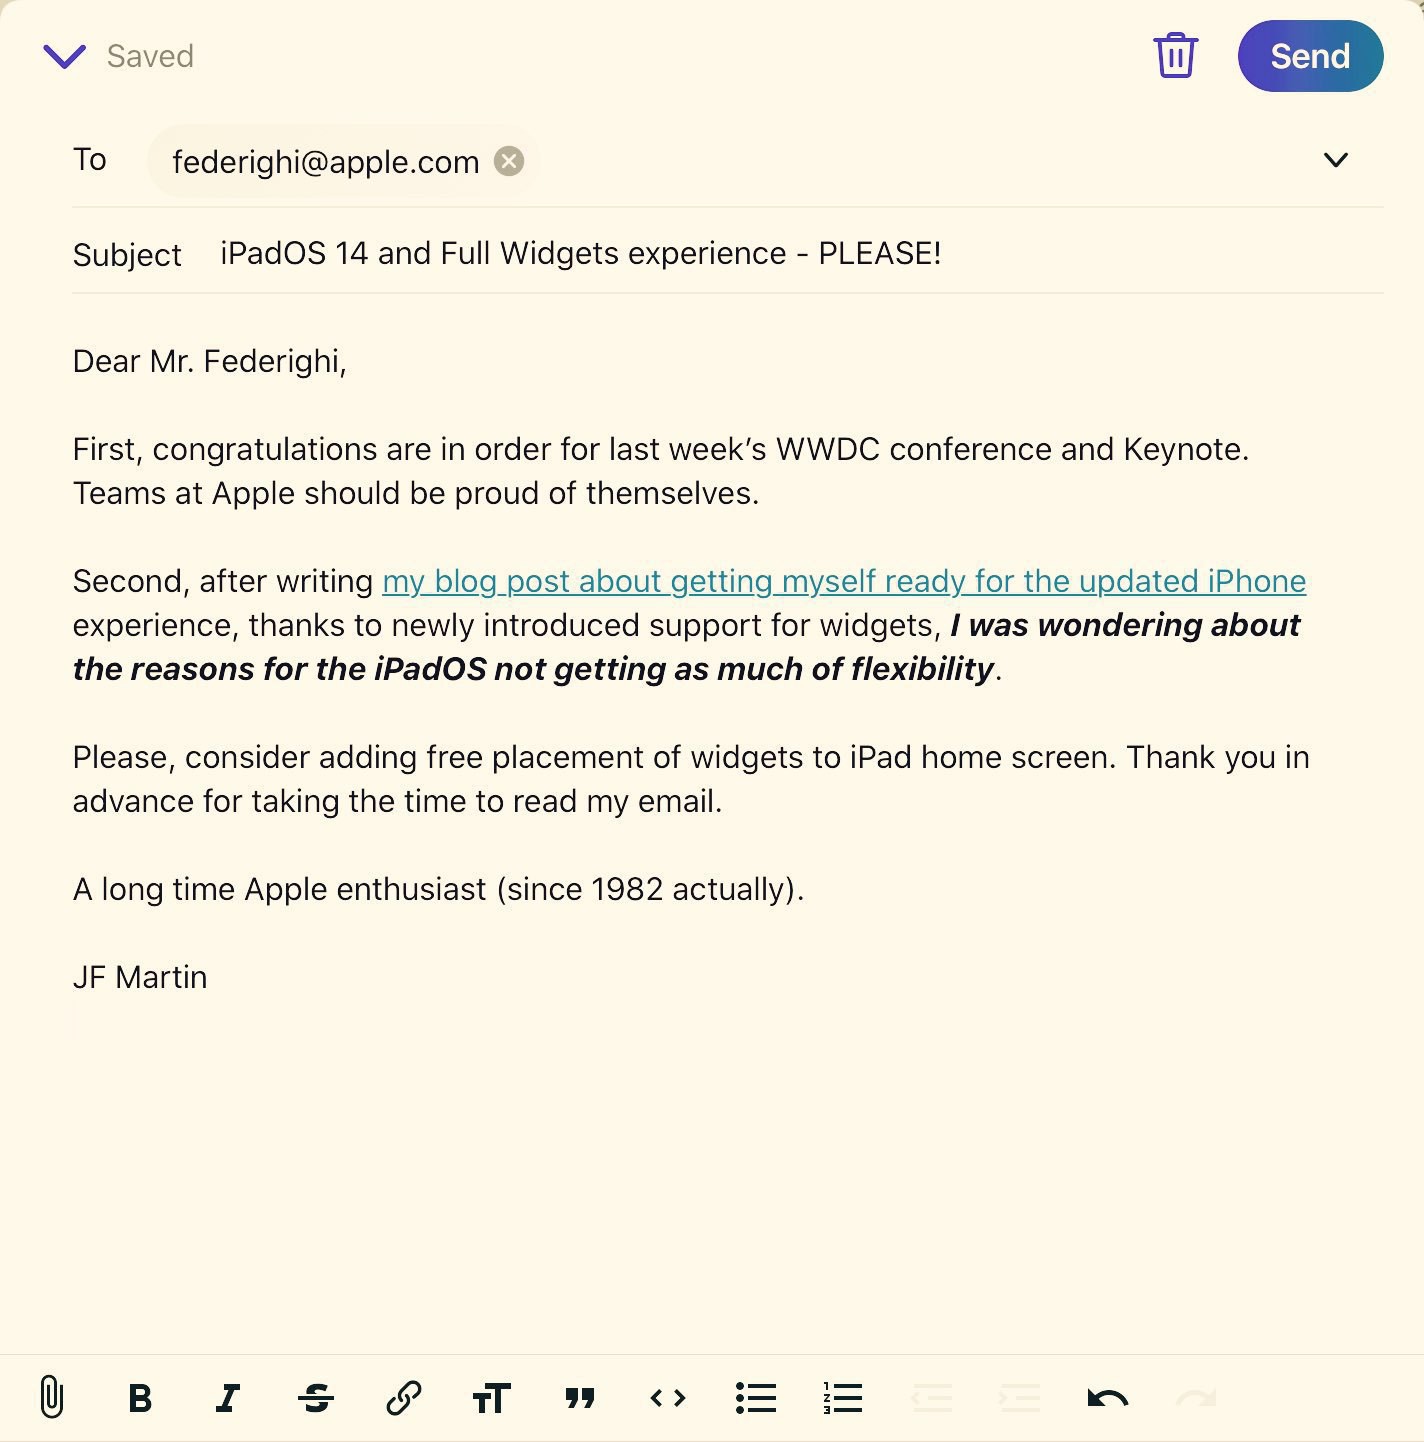 Saved
Send
To
federighi@apple.com
Subject
iPadOS 14 and Full Widgets experience - PLEASE!
Dear Mr. Federighi,
First, congratulations are in order for last week’s WWDC conference and Keynote.
Teams at Apple should be proud of themselves.
Second, after writing my blog post about getting myself ready for the updated iPhone
experience, thanks to newly introduced support for widgets, I was wondering about
the reasons for the iPadOS not getting as much of flexibility.
Please, consider adding free placement of widgets to iPad home screen. Thank you in
advance for taking the time to read my email.
A long time Apple enthusiast (since 1982 actually).
JF Martin